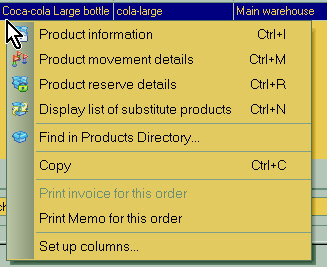 Coca-cola Large bottle cola-large Main warehouse
Product information Ctrl+I
Product movement details Ctrl+M
Product reserve details Ctrl+R
Display list of substitute products Ctrl+N
Find in Products Directory...
Copy Ctrl+C
Print invoice for this order
Print Memo for this order
Set up columns...